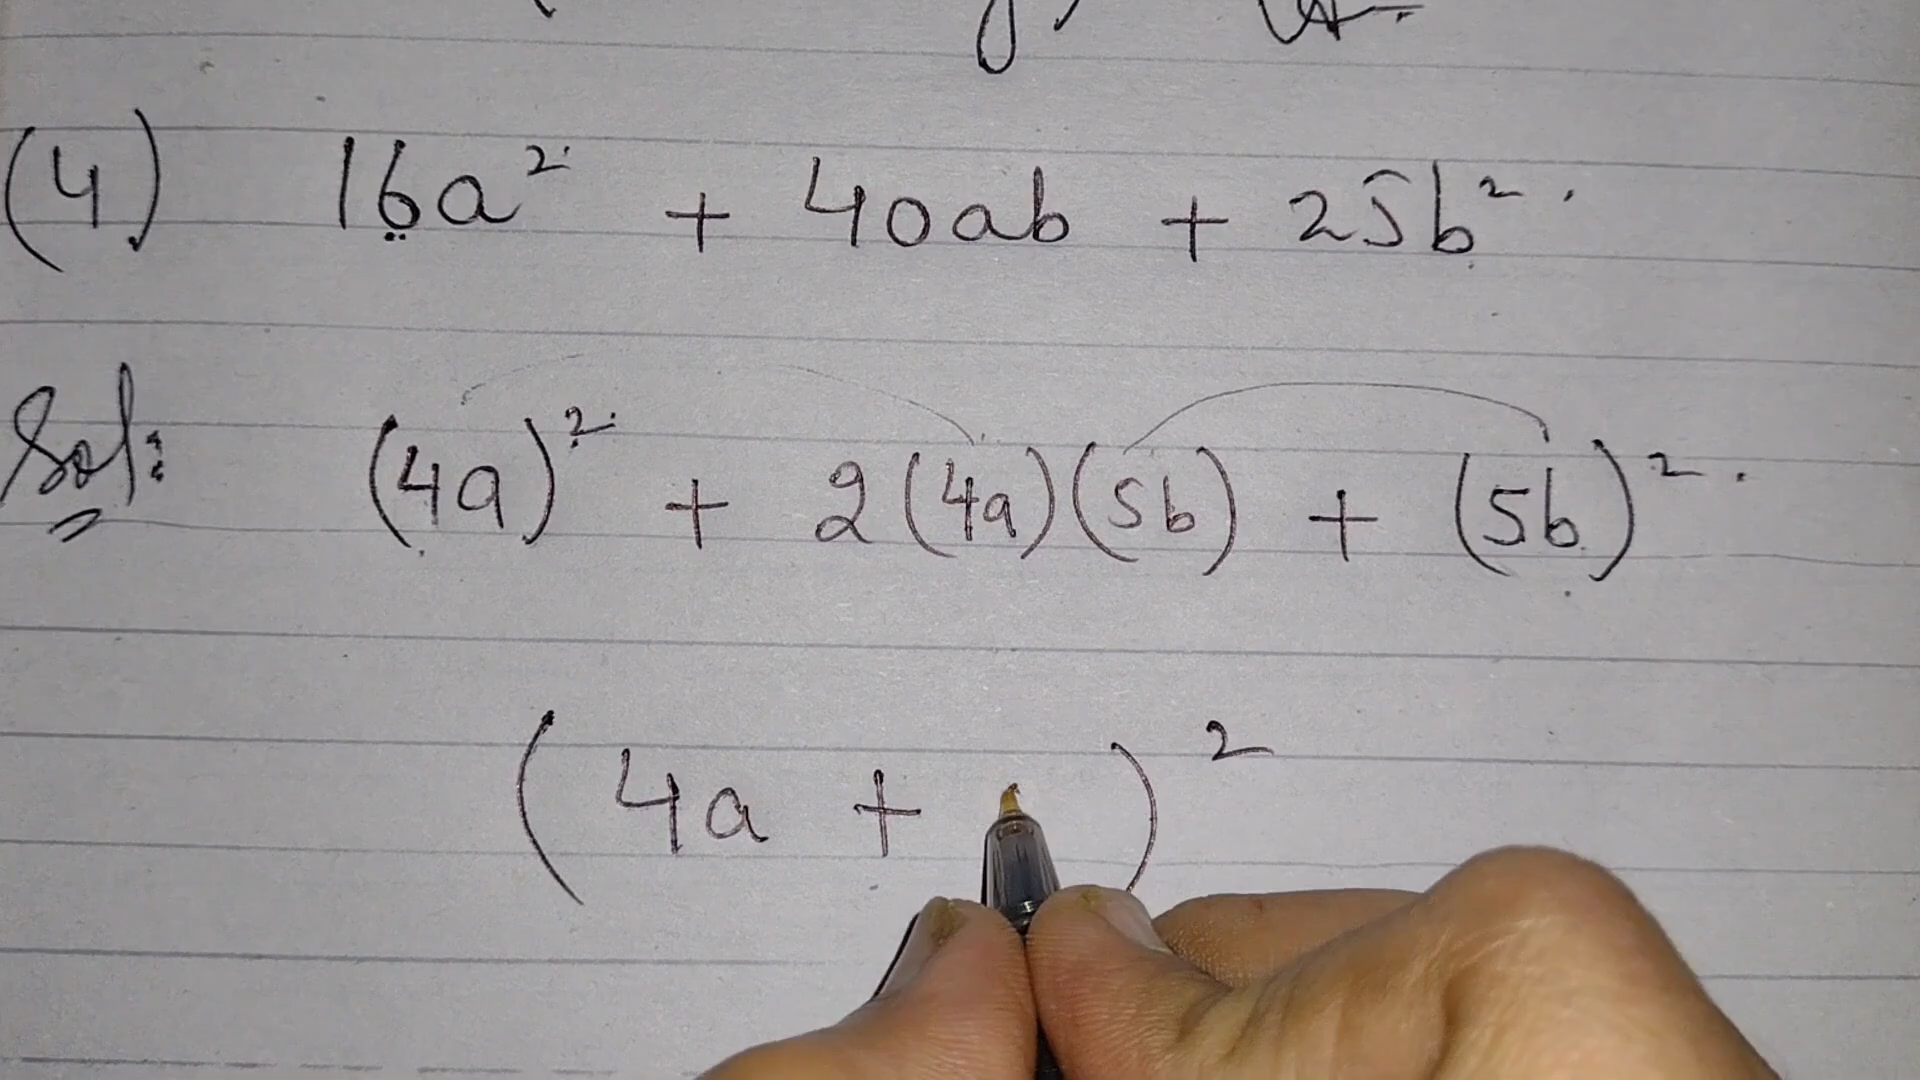 (4) 16a² + 40ab + 25b²
Sol: (4a)² + 2(4a)(5b) + (5b)²
(4a + )²